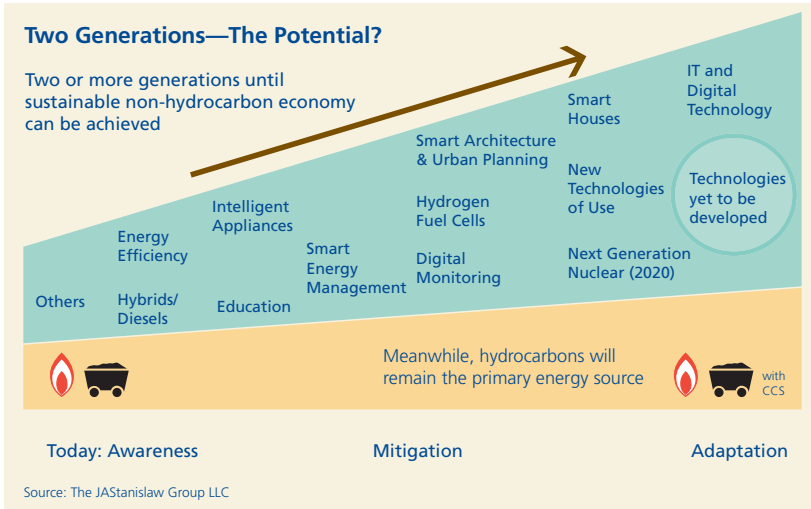 Two Generations—The Potential?
Two or more generations until
sustainable non-hydrocarbon economy
can be achieved
Others
Energy
Efficiency
Hybrids/
Diesels
Intelligent
Appliances
Education
Smart
Energy
Management
Smart Architecture
& Urban Planning
Hydrogen
Fuel Cells
Digital
Monitoring
Smart
Houses
New
Technologies
of Use
Next Generation
Nuclear (2020)
IT and
Digital
Technology
Technologies
yet to be
developed
Meanwhile, hydrocarbons will
remain the primary energy source
with
CCS
Today: Awareness
Mitigation
Adaptation
Source: The JAStanislaw Group LLC